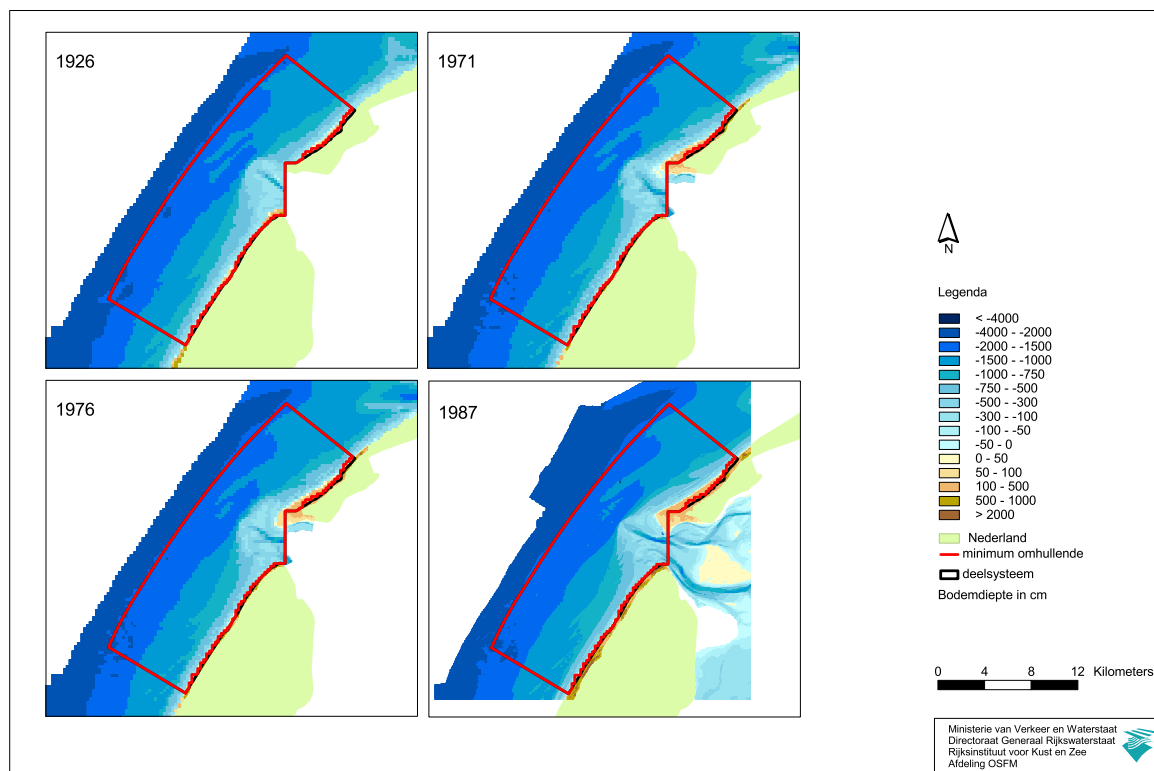 1926
1971
1976
1987
N
Legenda
< -4000
-4000 - -2000
-2000 - -1500
-1500 - -1000
-1000 - -750
-750 - -500
-500 - -300
-300 - -100
-100 - -50
-50 - 0
0 - 50
50 - 100
100 - 500
500 - 1000
> 2000
Nederland
minimum omhullende
deelsysteem
Bodemdiepte in cm
0 4 8 12 Kilometers
Ministerie van Verkeer en Waterstaat
Directoraat Generaal Rijkswaterstaat
Rijksinstituut voor Kust en Zee
Afdeling OSFM